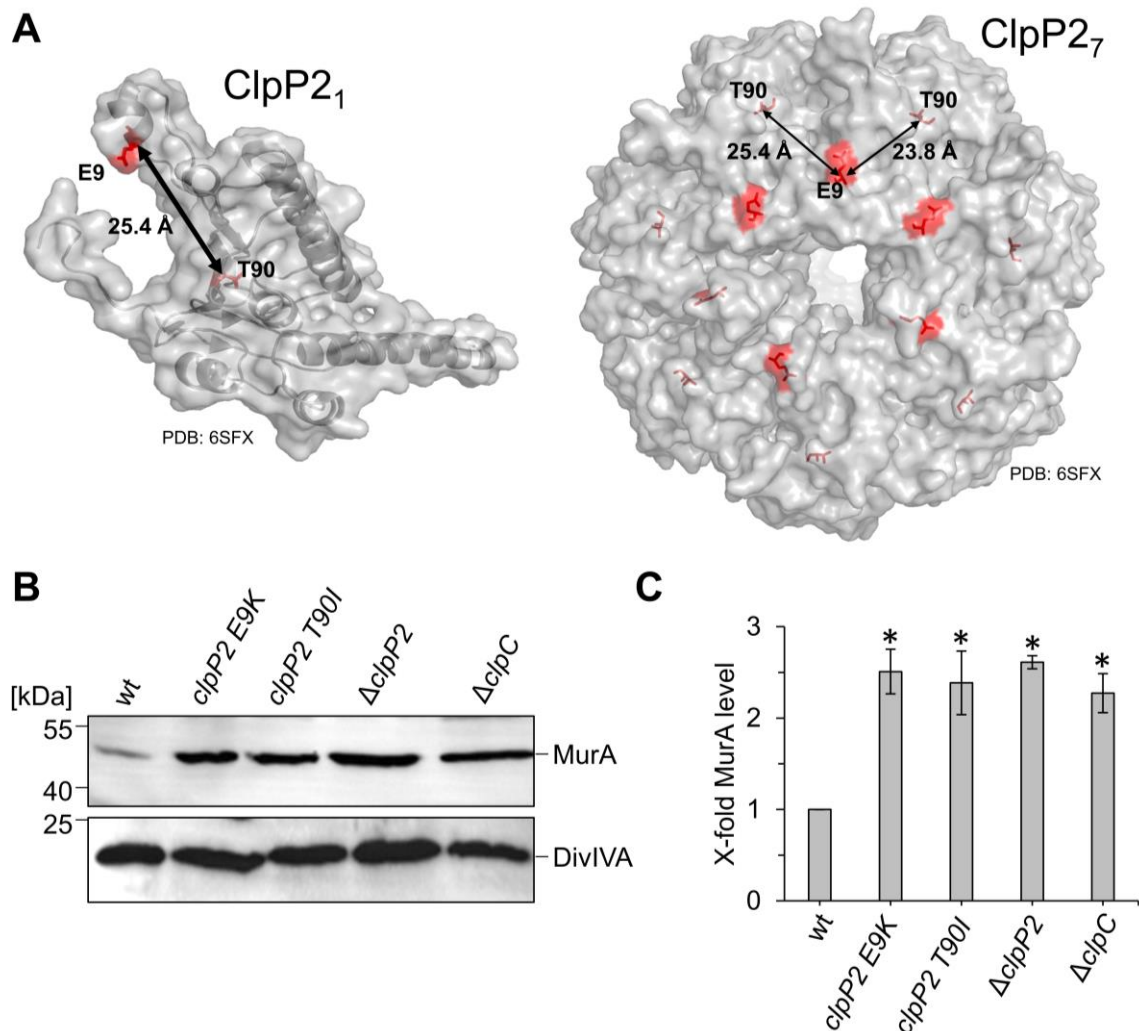 A
ClpP2₁
ClpP2₇
E9
25.4 Å
T90
PDB: 6SFX
T90
T90
25.4 Å
23.8 Å
E9
PDB: 6SFX
B
[kDa]
wt
clpP2 E9K
clpP2 T90I
ΔclpP2
ΔclpC
55
40
25
MurA
DivIVA
C
X-fold MurA level
3
2
1
0
*
*
*
*
wt
clpP2 E9K
clpP2 T90I
ΔclpP2
ΔclpC